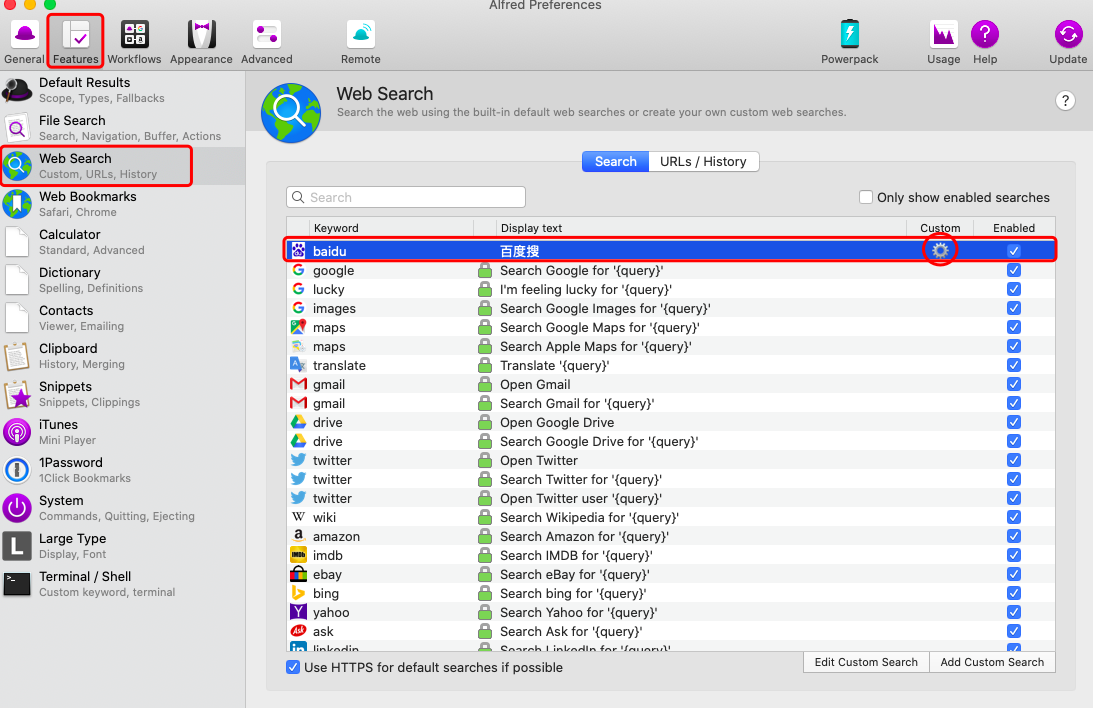 Alfred Preferences
General
Features
Workflows
Appearance
Advanced
Remote
Powerpack
Usage
Help
Update
Default Results
Scope, Types, Fallbacks
File Search
Search, Navigation, Buffer, Actions
Web Search
Custom, URLs, History
Web Bookmarks
Safari, Chrome
Calculator
Standard, Advanced
Dictionary
Spelling, Definitions
Contacts
Viewer, Emailing
Clipboard
History, Merging
Snippets
Snippets, Clippings
iTunes
Mini Player
1Password
1Click Bookmarks
System
Commands, Quitting, Ejecting
Large Type
Display, Font
Terminal / Shell
Custom keyword, terminal
Web Search
Search the web using the built-in default web searches or create your own custom web searches.
?
Search URLs / History
Search
Only show enabled searches
Keyword Display text Custom Enabled
baidu 百度搜
google Search Google for '{query}'
lucky I'm feeling lucky for '{query}'
images Search Google Images for '{query}'
maps Search Google Maps for '{query}'
maps Search Apple Maps for '{query}'
translate Translate '{query}'
gmail Open Gmail
gmail Search Gmail for '{query}'
drive Open Google Drive
drive Search Google Drive for '{query}'
twitter Open Twitter
twitter Search Twitter for '{query}'
twitter Open Twitter user '{query}'
wiki Search Wikipedia for '{query}'
amazon Search Amazon for '{query}'
imdb Search IMDB for '{query}'
ebay Search eBay for '{query}'
bing Search bing for '{query}'
yahoo Search Yahoo for '{query}'
ask Search Ask for '{query}'
linkedin Search LinkedIn for '{query}'
Use HTTPS for default searches if possible
Edit Custom Search
Add Custom Search